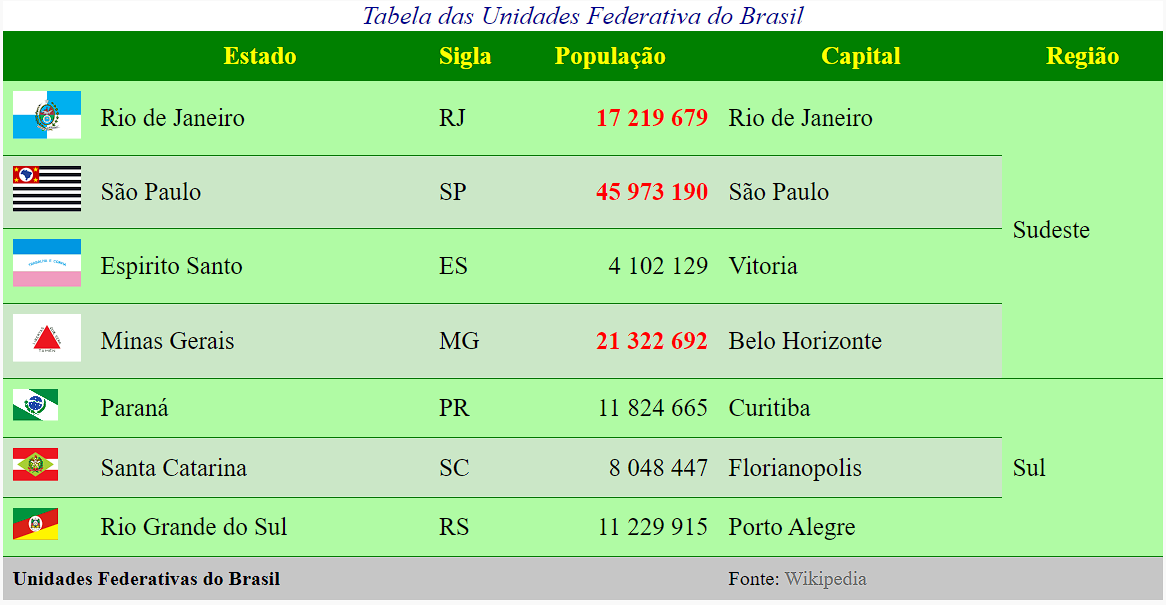 Tabela das Unidades Federativa do Brasil
Estado Sigla População Capital Região
Rio de Janeiro RJ 17 219 679 Rio de Janeiro
São Paulo SP 45 973 190 São Paulo
Sudeste
Espirito Santo ES 4 102 129 Vitoria
Minas Gerais MG 21 322 692 Belo Horizonte
Paraná PR 11 824 665 Curitiba
Santa Catarina SC 8 048 447 Florianopolis Sul
Rio Grande do Sul RS 11 229 915 Porto Alegre
Unidades Federativas do Brasil Fonte: Wikipedia